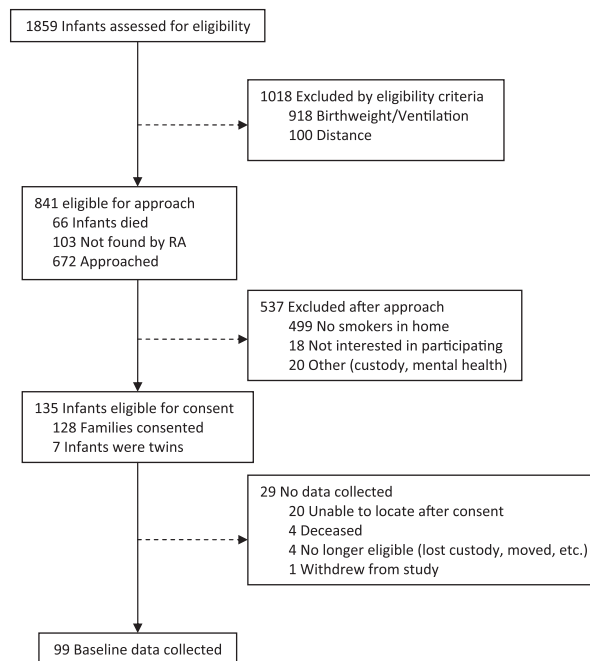 1859 Infants assessed for eligibility
1018 Excluded by eligibility criteria
918 Birthweight/Ventilation
100 Distance
841 eligible for approach
66 Infants died
103 Not found by RA
672 Approached
537 Excluded after approach
499 No smokers in home
18 Not interested in participating
20 Other (custody, mental health)
135 Infants eligible for consent
128 Families consented
7 Infants were twins
29 No data collected
20 Unable to locate after consent
4 Deceased
4 No longer eligible (lost custody, moved, etc.)
1 Withdrew from study
99 Baseline data collected